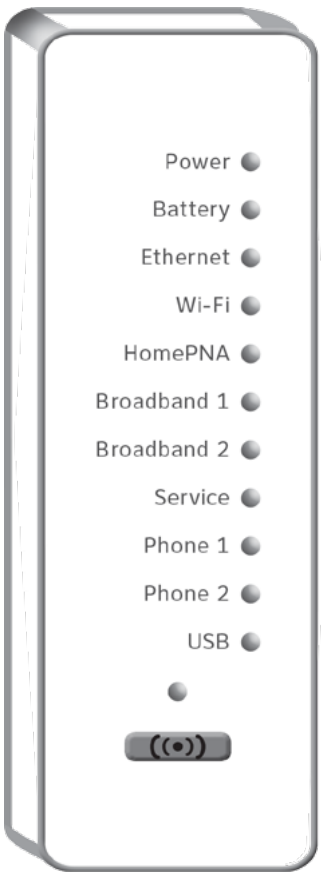 Power
Battery
Ethernet
Wi-Fi
HomePNA
Broadband 1
Broadband 2
Service
Phone 1
Phone 2
USB